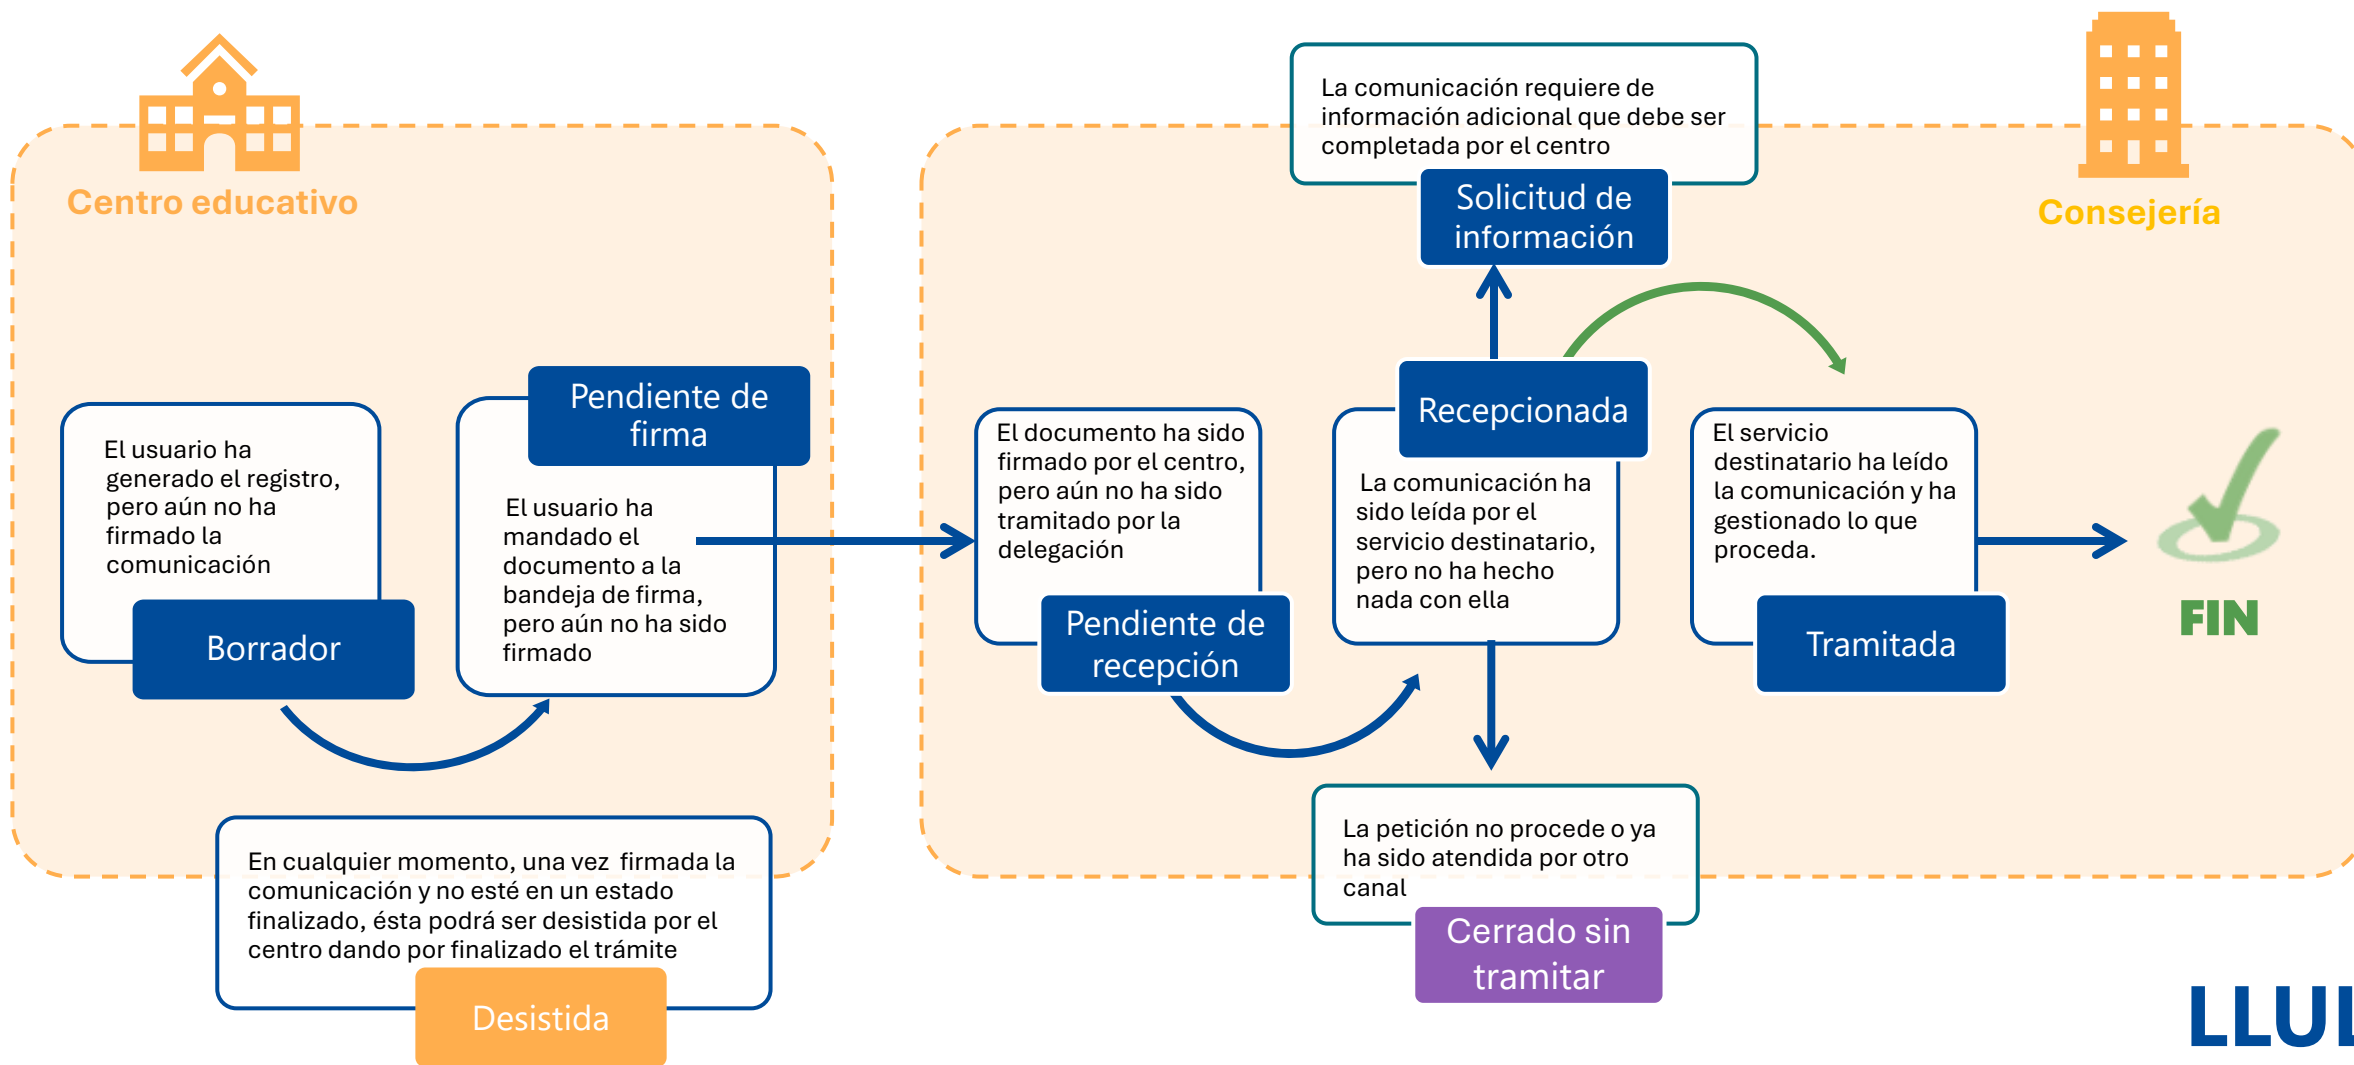 Centro educativo
El usuario ha
generado el registro,
pero aún no ha
firmado la
comunicación
Borrador
Pendiente de
firma
El usuario ha
mandado el
documento a la
bandeja de firma,
pero aún no ha sido
firmado
En cualquier momento, una vez  firmada la
comunicación y no esté en un estado
finalizado, ésta podrá ser desistida por el
centro dando por finalizado el trámite
Desistida
Consejería
La comunicación requiere de
información adicional que debe ser
completada por el centro
Solicitud de
información
El documento ha sido
firmado por el centro,
pero aún no ha sido
tramitado por la
delegación
Pendiente de
recepción
Recepcionada
La comunicación ha
sido leída por el
servicio destinatario,
pero no ha hecho
nada con ella
El servicio
destinatario ha leído
la comunicación y ha
gestionado lo que
proceda.
Tramitada
FIN
La petición no procede o ya
ha sido atendida por otro
canal
Cerrado sin
tramitar
LLUL